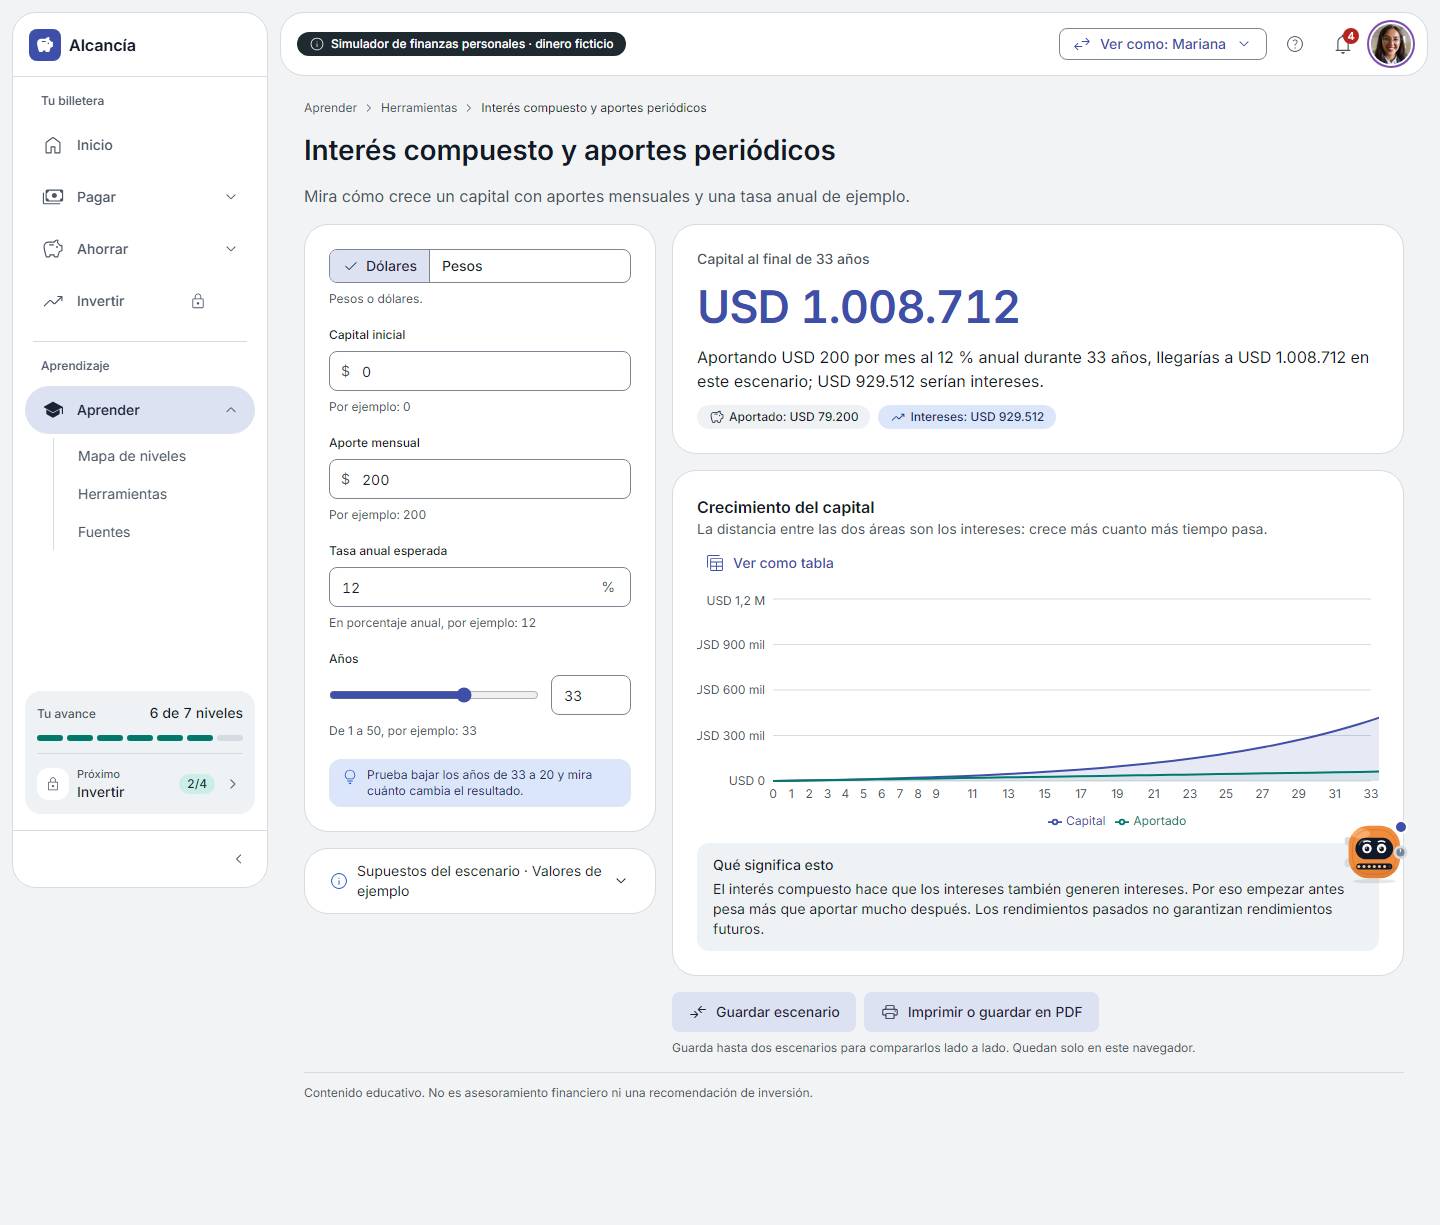 Alcancía
Simulador de finanzas personales · dinero ficticio
Ver como: Mariana
4
Tu billetera
Inicio
Pagar
Ahorrar
Invertir
Aprendizaje
Aprender
Mapa de niveles
Herramientas
Fuentes
Tu avance
6 de 7 niveles
Próximo
Invertir
2/4
Aprender
Herramientas
Interés compuesto y aportes periódicos
Interés compuesto y aportes periódicos
Mira cómo crece un capital con aportes mensuales y una tasa anual de ejemplo.
Dólares
Pesos
Pesos o dólares.
Capital inicial
$ 0
Por ejemplo: 0
Aporte mensual
$ 200
Por ejemplo: 200
Tasa anual esperada
12 %
En porcentaje anual, por ejemplo: 12
Años
33
De 1 a 50, por ejemplo: 33
Prueba bajar los años de 33 a 20 y mira
cuánto cambia el resultado.
Supuestos del escenario · Valores de
ejemplo
Capital al final de 33 años
USD 1.008.712
Aportando USD 200 por mes al 12 % anual durante 33 años, llegarías a USD 1.008.712 en
este escenario; USD 929.512 serían intereses.
Aportado: USD 79.200
Intereses: USD 929.512
Crecimiento del capital
La distancia entre las dos áreas son los intereses: crece más cuanto más tiempo pasa.
Ver como tabla
USD 1,2 M
USD 900 mil
USD 600 mil
USD 300 mil
USD 0
0 1 2 3 4 5 6 7 8 9 11 13 15 17 19 21 23 25 27 29 31 33
Capital
Aportado
Qué significa esto
El interés compuesto hace que los intereses también generen intereses. Por eso empezar antes
pesa más que aportar mucho después. Los rendimientos pasados no garantizan rendimientos
futuros.
Guardar escenario
Imprimir o guardar en PDF
Guarda hasta dos escenarios para compararlos lado a lado. Quedan solo en este navegador.
Contenido educativo. No es asesoramiento financiero ni una recomendación de inversión.